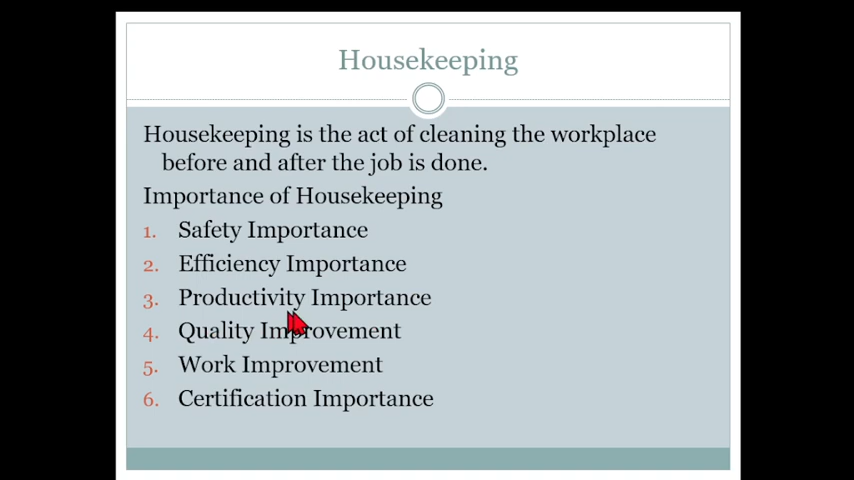 Housekeeping
Housekeeping is the act of cleaning the workplace
before and after the job is done.
Importance of Housekeeping
1. Safety Importance
2. Efficiency Importance
3. Productivity Importance
4. Quality Improvement
5. Work Improvement
6. Certification Importance